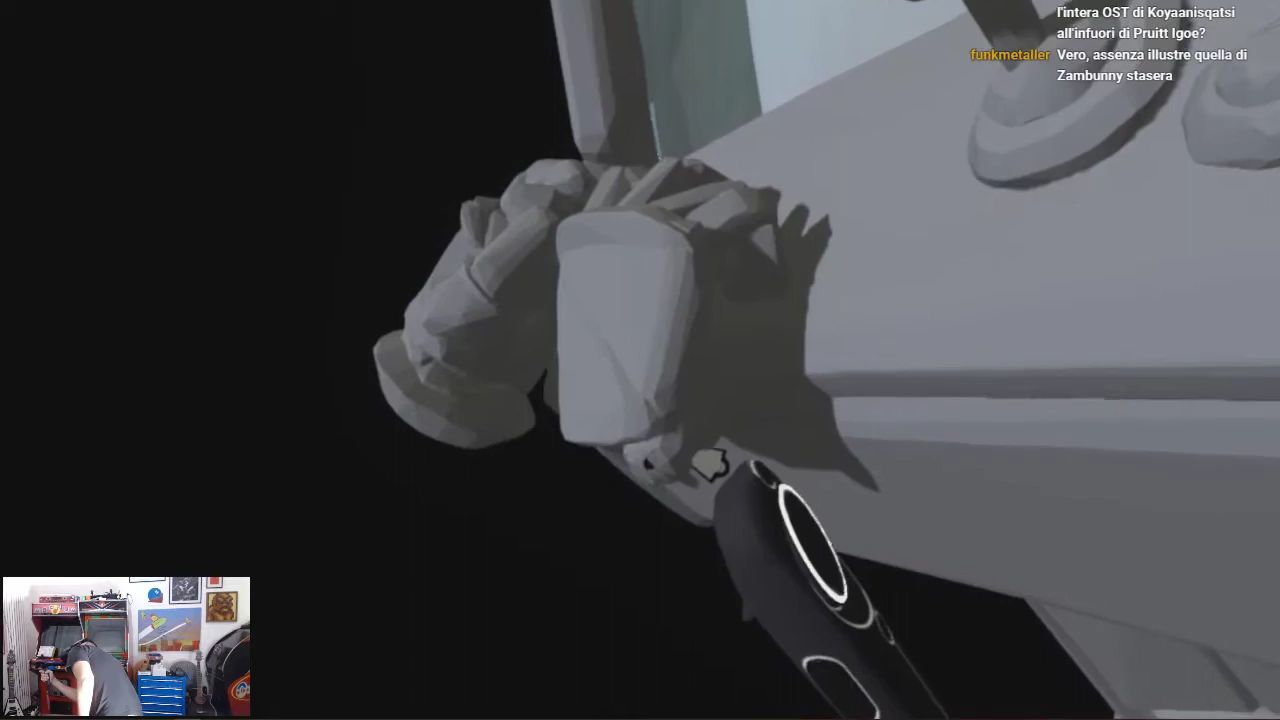 l'intera OST di Koyaanisqatsi
all'infuori di Pruitt Igoe?
funkmetaller Vero, assenza illustre quella di
Zambunny stasera